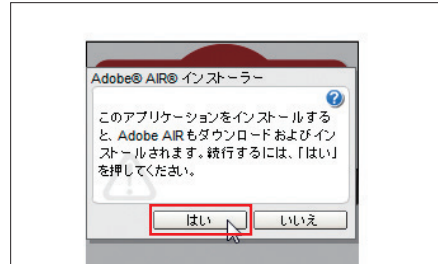 Adobe® AIR® インストーラー
このアプリケーションをインストールする
と、Adobe AIRもダウンロードおよびイン
ストールされます。続行するには、「はい」
を押してください。
はい いいえ